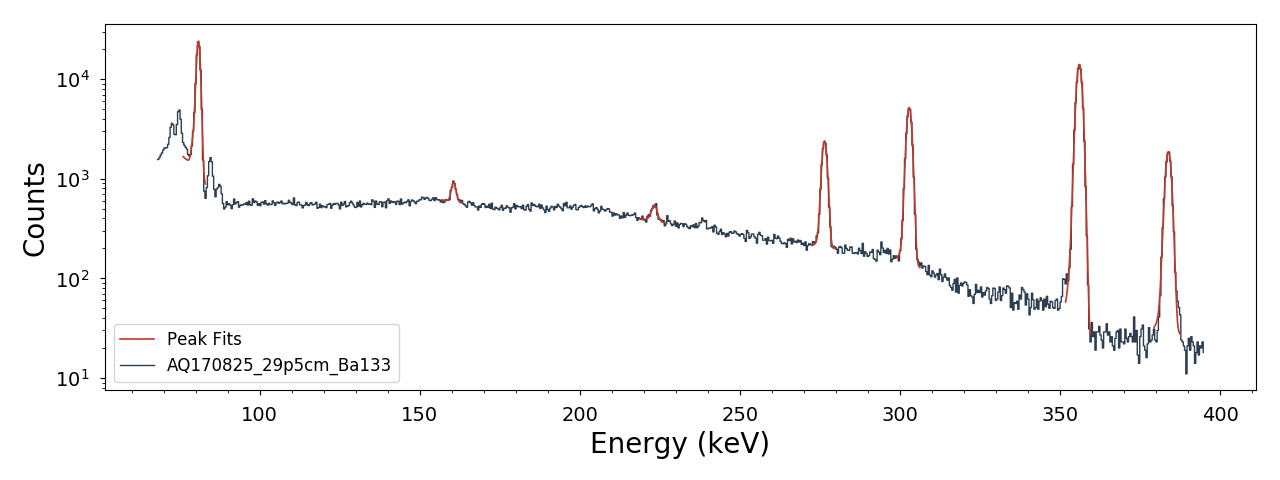 Counts
10⁴
10³
10²
10¹
Peak Fits
AQ170825_29p5cm_Ba133
100 150 200 250 300 350 400
Energy (keV)